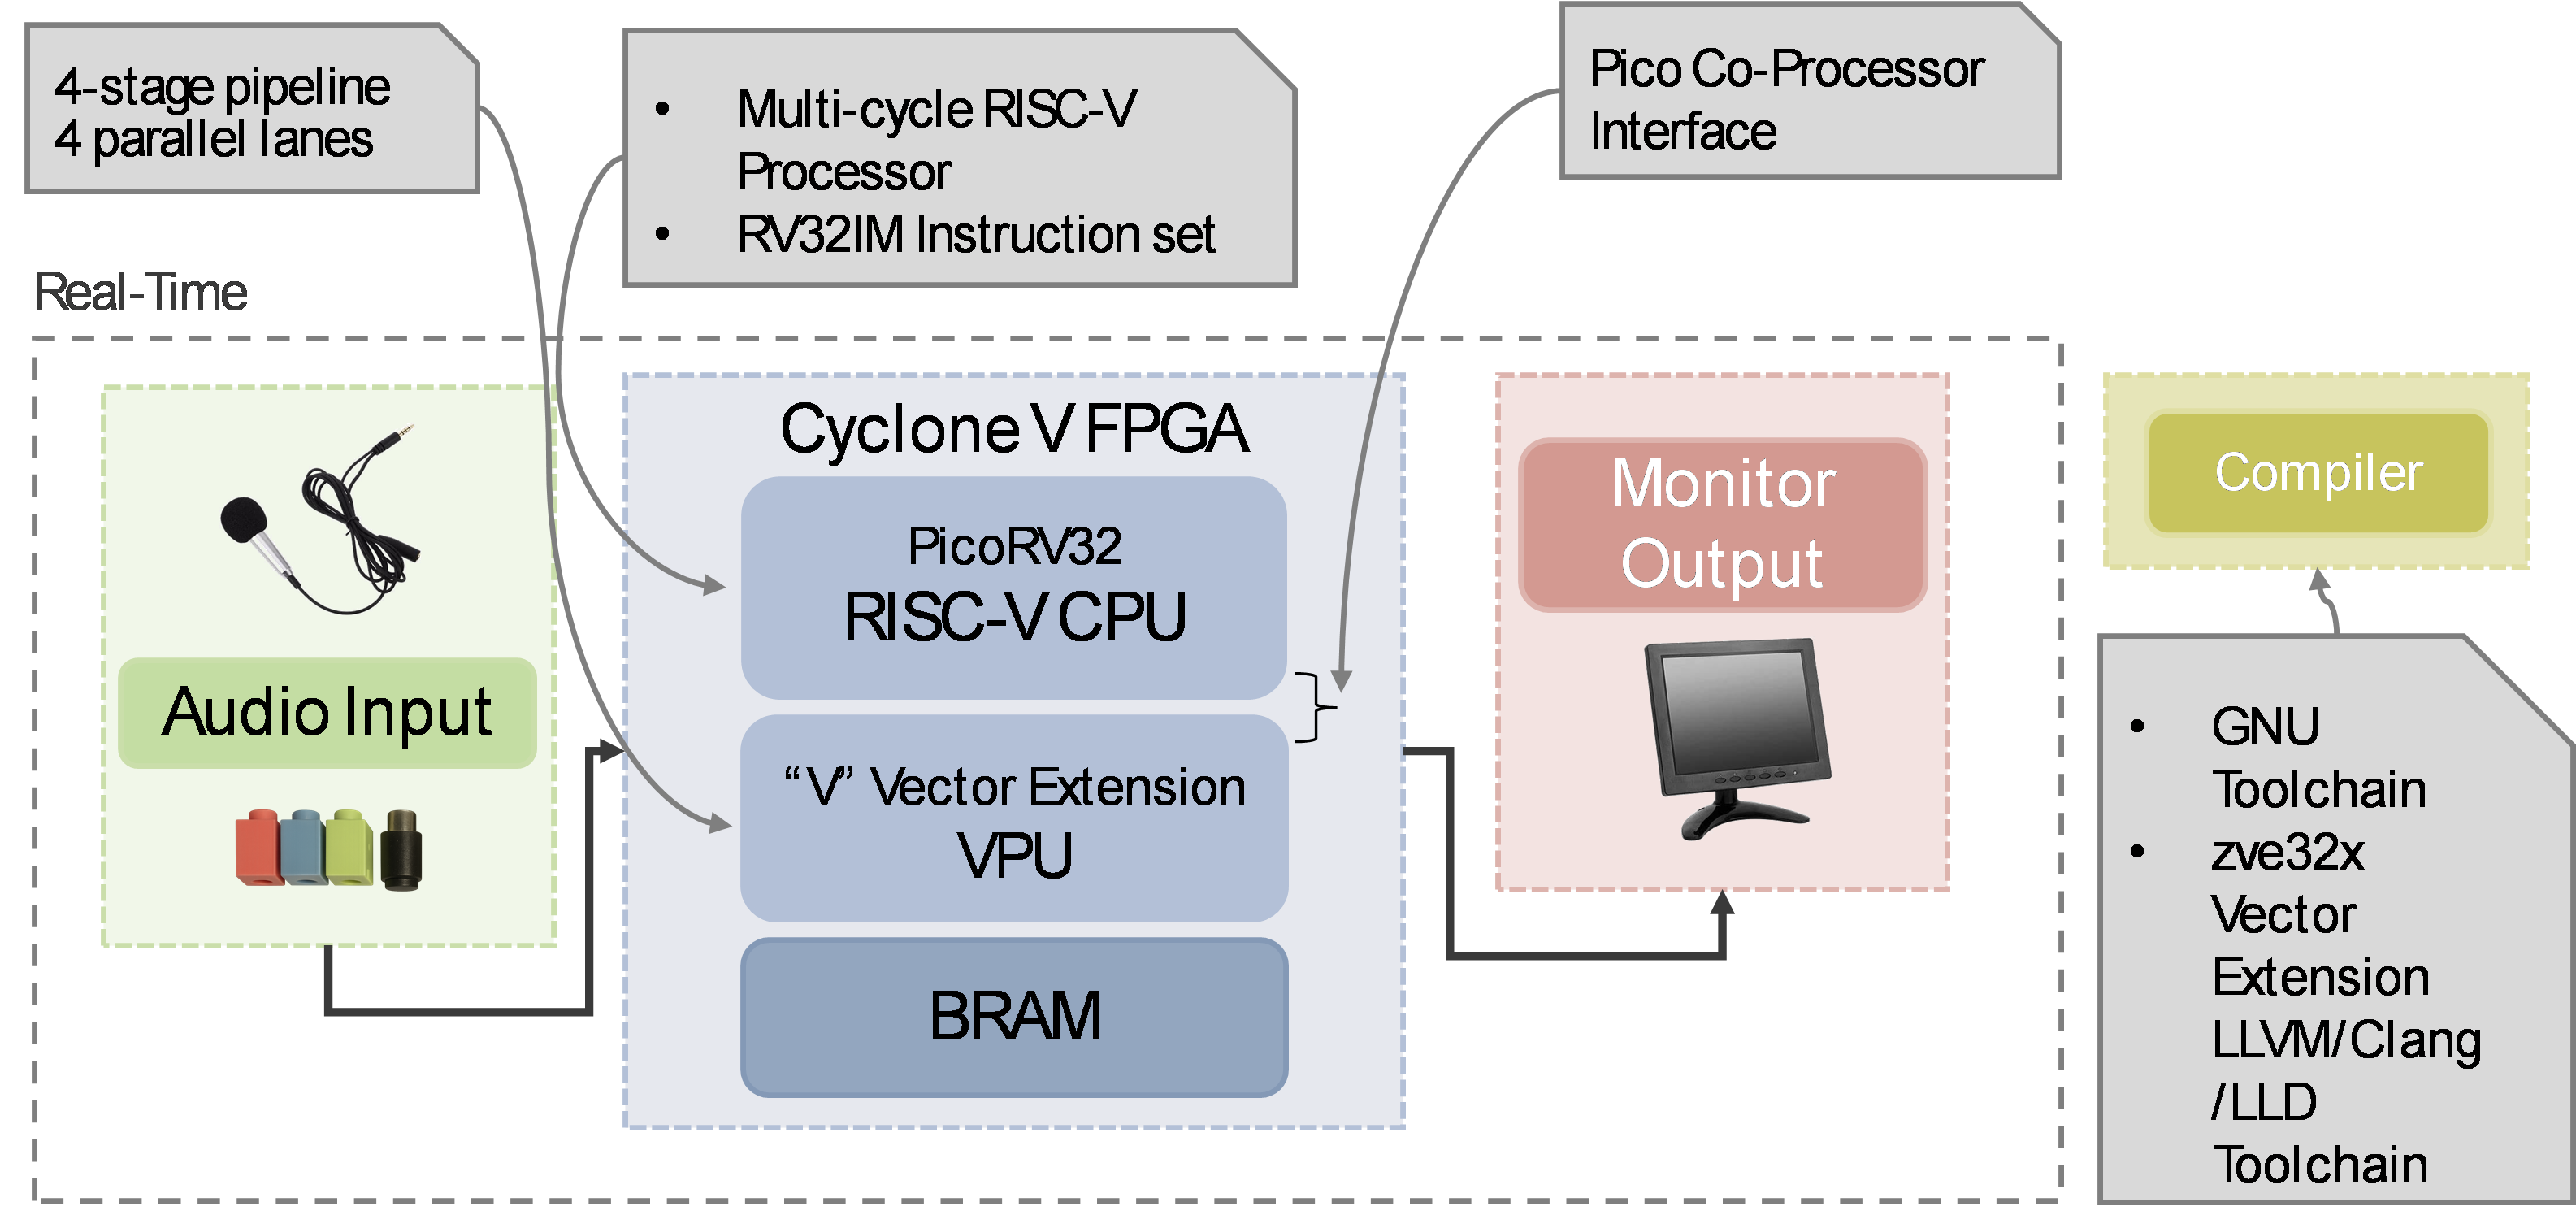 4-stage pipeline
4 parallel lanes
• Multi-cycle RISC-V
Processor
• RV32IM Instruction set
Pico Co-Processor
Interface
Real-Time
Audio Input
Cyclone V FPGA
PicoRV32
RISC-V CPU
“V” Vector Extension
VPU
BRAM
Monitor
Output
Compiler
• GNU
Toolchain
• zve32x
Vector
Extension
LLVM/Clang
/LLD
Toolchain